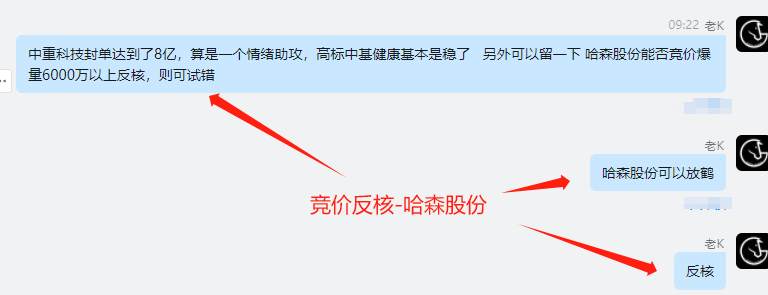 09:22 老K
中重科技封单达到了8亿，算是一个情绪助攻，高标中基健康基本是稳了 另外可以留一下 哈森股份能否竞价爆
量6000万以上反核，则可试错
老K
哈森股份可以放鹤
竞价反核-哈森股份
老K
反核